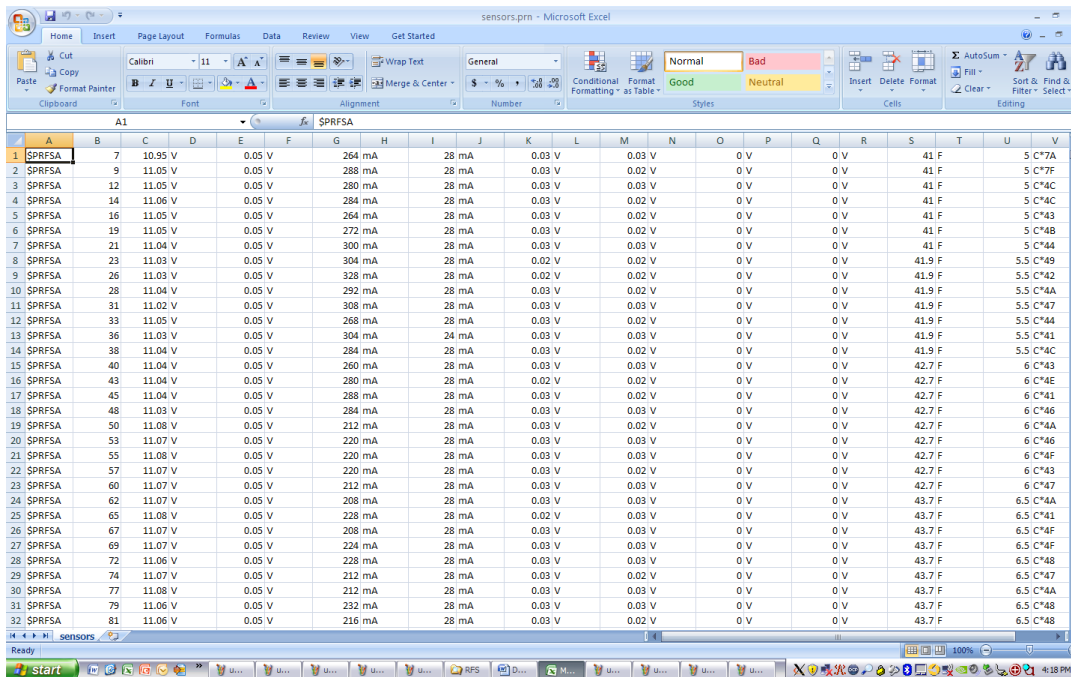 sensors.prn - Microsoft Excel
Home Insert Page Layout Formulas Data Review View Get Started
Paste Cut Copy Format Painter Clipboard
Calibri 11 A A B I U A Font
Wrap Text Merge & Center Alignment
General $ % , .0 .00 .00 .0 Number
Conditional Formatting Format as Table Normal Bad Good Neutral Styles
Insert Delete Format Cells
Σ AutoSum Fill Clear Sort & Filter Find & Select Editing
A1 fx $PRFSA
A B C D E F G H I J K L M N O P Q R S T U V
1 $PRFSA 7 10.95 V 0.05 V 264 mA 28 mA 0.03 V 0.03 V 0 V 0 V 41 F 5 C*7A
2 $PRFSA 9 11.05 V 0.05 V 288 mA 28 mA 0.03 V 0.02 V 0 V 0 V 41 F 5 C*7F
3 $PRFSA 12 11.05 V 0.05 V 280 mA 28 mA 0.03 V 0.03 V 0 V 0 V 41 F 5 C*4C
4 $PRFSA 14 11.06 V 0.05 V 284 mA 28 mA 0.03 V 0.02 V 0 V 0 V 41 F 5 C*4C
5 $PRFSA 16 11.05 V 0.05 V 264 mA 28 mA 0.03 V 0.02 V 0 V 0 V 41 F 5 C*43
6 $PRFSA 19 11.05 V 0.05 V 272 mA 28 mA 0.03 V 0.02 V 0 V 0 V 41 F 5 C*4B
7 $PRFSA 21 11.04 V 0.05 V 300 mA 28 mA 0.03 V 0.03 V 0 V 0 V 41 F 5 C*44
8 $PRFSA 23 11.03 V 0.05 V 304 mA 28 mA 0.02 V 0.02 V 0 V 0 V 41.9 F 5.5 C*49
9 $PRFSA 26 11.03 V 0.05 V 328 mA 28 mA 0.02 V 0.02 V 0 V 0 V 41.9 F 5.5 C*42
10 $PRFSA 28 11.04 V 0.05 V 292 mA 28 mA 0.03 V 0.02 V 0 V 0 V 41.9 F 5.5 C*4A
11 $PRFSA 31 11.02 V 0.05 V 308 mA 28 mA 0.03 V 0.03 V 0 V 0 V 41.9 F 5.5 C*47
12 $PRFSA 33 11.05 V 0.05 V 268 mA 28 mA 0.03 V 0.02 V 0 V 0 V 41.9 F 5.5 C*44
13 $PRFSA 36 11.03 V 0.05 V 304 mA 24 mA 0.03 V 0.03 V 0 V 0 V 41.9 F 5.5 C*41
14 $PRFSA 38 11.04 V 0.05 V 284 mA 28 mA 0.03 V 0.02 V 0 V 0 V 41.9 F 5.5 C*4C
15 $PRFSA 40 11.04 V 0.05 V 260 mA 28 mA 0.03 V 0.03 V 0 V 0 V 42.7 F 6 C*43
16 $PRFSA 43 11.04 V 0.05 V 280 mA 28 mA 0.02 V 0.02 V 0 V 0 V 42.7 F 6 C*4E
17 $PRFSA 45 11.04 V 0.05 V 288 mA 28 mA 0.03 V 0.02 V 0 V 0 V 42.7 F 6 C*41
18 $PRFSA 48 11.03 V 0.05 V 284 mA 28 mA 0.03 V 0.03 V 0 V 0 V 42.7 F 6 C*46
19 $PRFSA 50 11.08 V 0.05 V 212 mA 28 mA 0.03 V 0.02 V 0 V 0 V 42.7 F 6 C*4A
20 $PRFSA 53 11.07 V 0.05 V 220 mA 28 mA 0.03 V 0.03 V 0 V 0 V 42.7 F 6 C*46
21 $PRFSA 55 11.08 V 0.05 V 220 mA 28 mA 0.03 V 0.03 V 0 V 0 V 42.7 F 6 C*4F
22 $PRFSA 57 11.07 V 0.05 V 220 mA 28 mA 0.03 V 0.02 V 0 V 0 V 42.7 F 6 C*43
23 $PRFSA 60 11.07 V 0.05 V 212 mA 28 mA 0.03 V 0.03 V 0 V 0 V 42.7 F 6 C*47
24 $PRFSA 62 11.07 V 0.05 V 208 mA 28 mA 0.03 V 0.03 V 0 V 0 V 43.7 F 6.5 C*4A
25 $PRFSA 65 11.08 V 0.05 V 228 mA 28 mA 0.02 V 0.03 V 0 V 0 V 43.7 F 6.5 C*41
26 $PRFSA 67 11.07 V 0.05 V 208 mA 28 mA 0.03 V 0.03 V 0 V 0 V 43.7 F 6.5 C*4F
27 $PRFSA 69 11.07 V 0.05 V 224 mA 28 mA 0.03 V 0.03 V 0 V 0 V 43.7 F 6.5 C*4F
28 $PRFSA 72 11.06 V 0.05 V 228 mA 28 mA 0.03 V 0.03 V 0 V 0 V 43.7 F 6.5 C*48
29 $PRFSA 74 11.07 V 0.05 V 212 mA 28 mA 0.03 V 0.02 V 0 V 0 V 43.7 F 6.5 C*47
30 $PRFSA 77 11.08 V 0.05 V 212 mA 28 mA 0.03 V 0.03 V 0 V 0 V 43.7 F 6.5 C*4A
31 $PRFSA 79 11.06 V 0.05 V 232 mA 28 mA 0.03 V 0.03 V 0 V 0 V 43.7 F 6.5 C*48
32 $PRFSA 81 11.06 V 0.05 V 216 mA 28 mA 0.03 V 0.02 V 0 V 0 V 43.7 F 6.5 C*48
sensors
Ready 100%
start u... u... u... u... u... RFS D... M... u... u... u... u... 4:18 PM